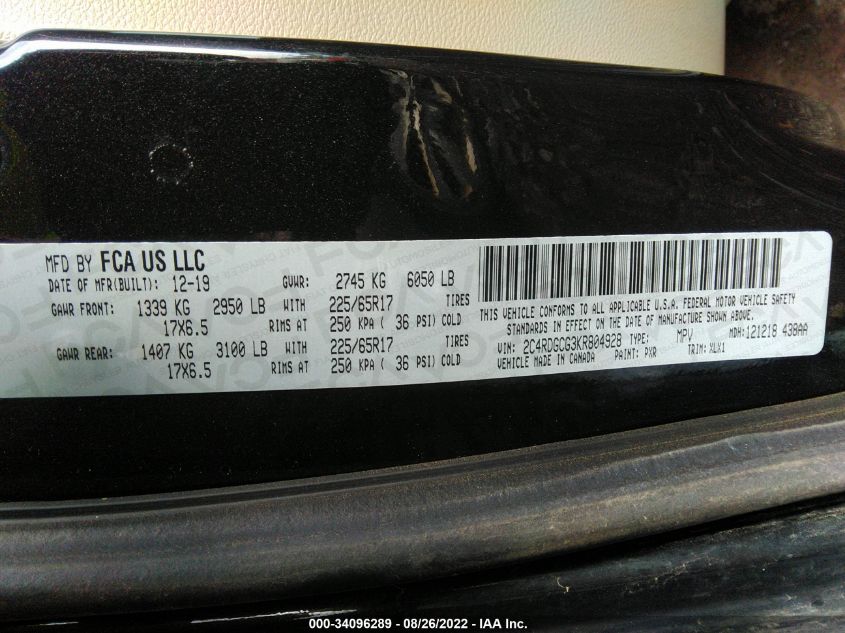 MFD BY FCA US LLC
DATE OF MFR(BUILT): 12-19 GVWR: 2745 KG 6050 LB
GAWR FRONT: 1339 KG 2950 LB WITH 225/65R17 TIRES
17X6.5 RIMS AT 250 KPA ( 36 PSI) COLD
GAWR REAR: 1407 KG 3100 LB WITH 225/65R17 TIRES
17X6.5 RIMS AT 250 KPA ( 36 PSI) COLD
THIS VEHICLE CONFORMS TO ALL APPLICABLE U.S.A. FEDERAL MOTOR VEHICLE SAFETY
STANDARDS IN EFFECT ON THE DATE OF MANUFACTURE SHOWN ABOVE.
VIN: 2C4RDGCG3KR804928 TYPE: MPV MDH: 121218 438AA
VEHICLE MADE IN CANADA PAINT: PXR TRIM: XLX1
000-34096289 - 08/26/2022 - IAA Inc.